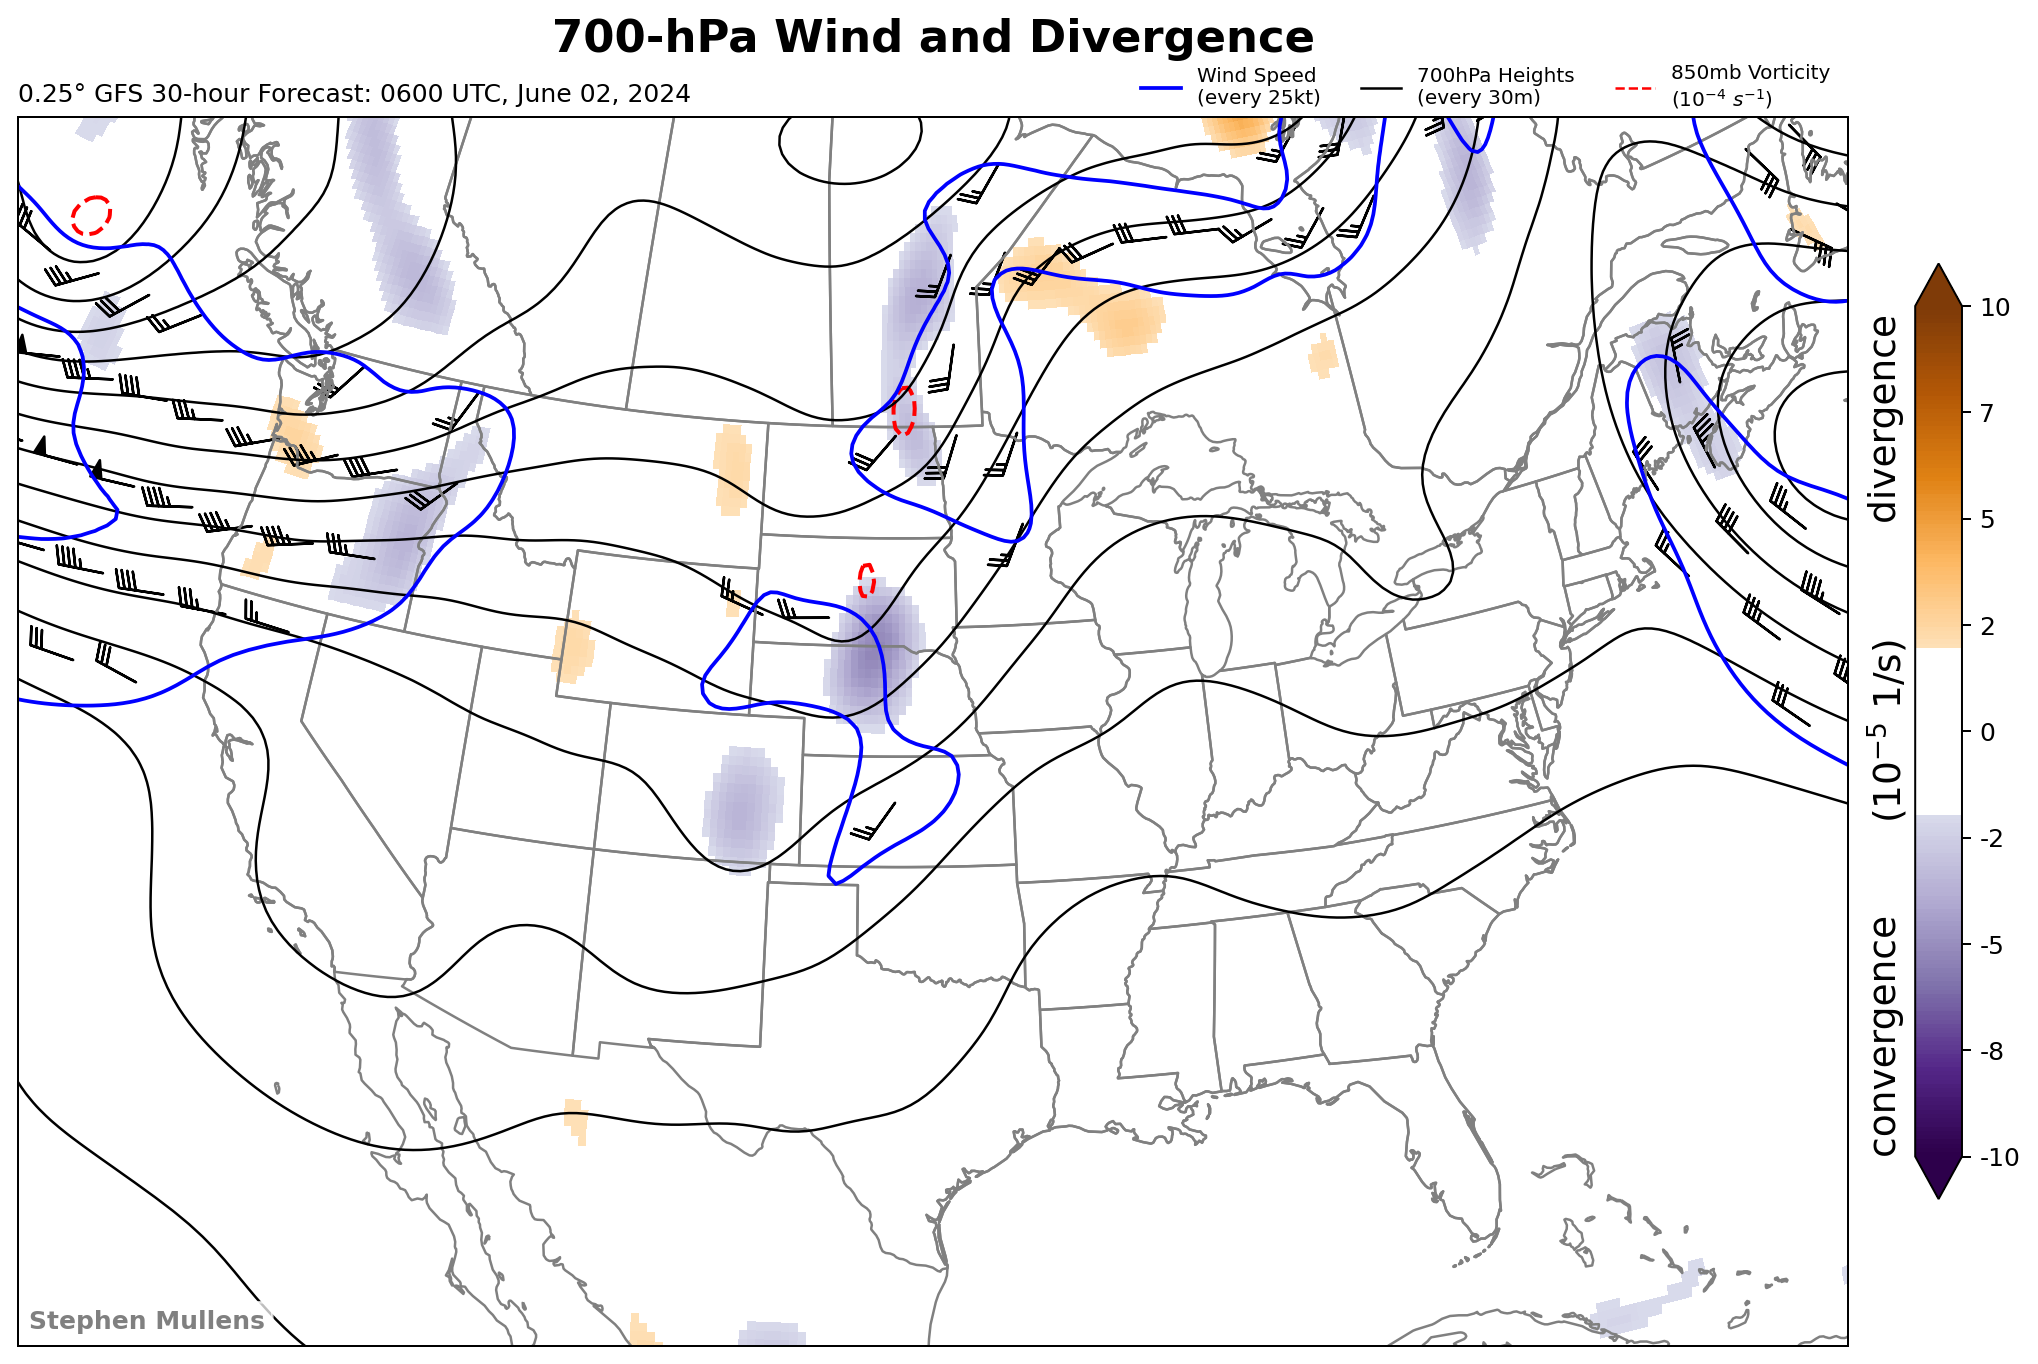 700-hPa Wind and Divergence
0.25° GFS 30-hour Forecast: 0600 UTC, June 02, 2024
Wind Speed
(every 25kt)
700hPa Heights
(every 30m)
850mb Vorticity
(10⁻⁴ s⁻¹)
10
7
5
2
0
-2
-5
-8
-10
convergence (10⁻⁵ 1/s) divergence
Stephen Mullens